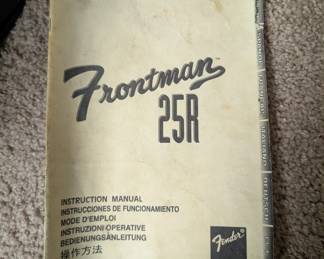 Frontman
25R
INSTRUCTION MANUAL
INSTRUCCIONES DE FUNCIONAMIENTO
MODE D'EMPLOI
INSTRUZIONI OPERATIVE
BEDIENUNGSANLEITUNG
操作方法
Fender